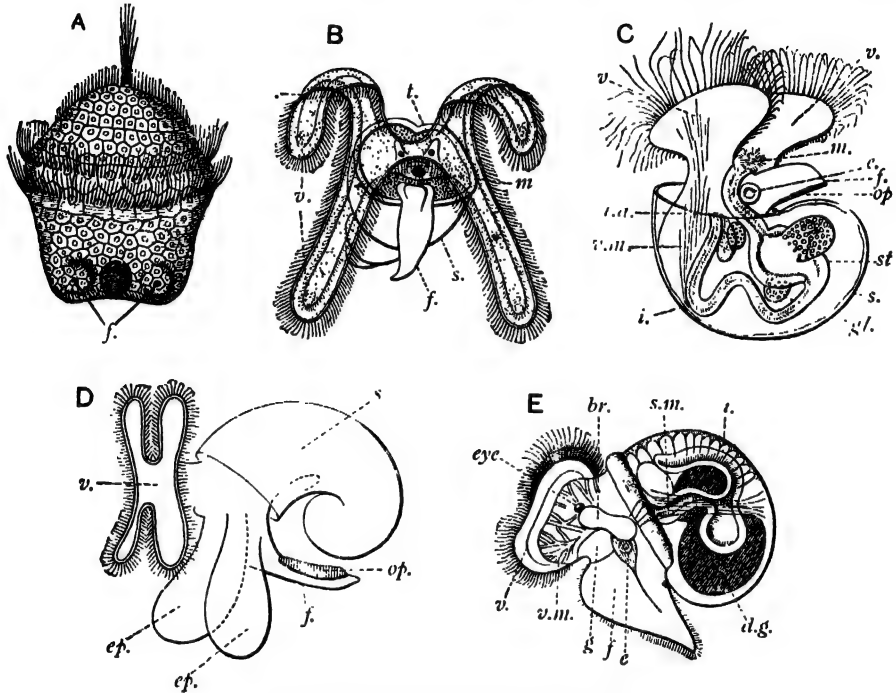 A
f.
B
t.
v.
m
s.
f.
C
v.
v.
m.
e.
f.
op
v.m.
st
s.
i.
gl.
D
s
v.
op.
f.
ep.
ep.
E
br.
s.m.
eye
v.
v.m.
g
f
e
d.g.